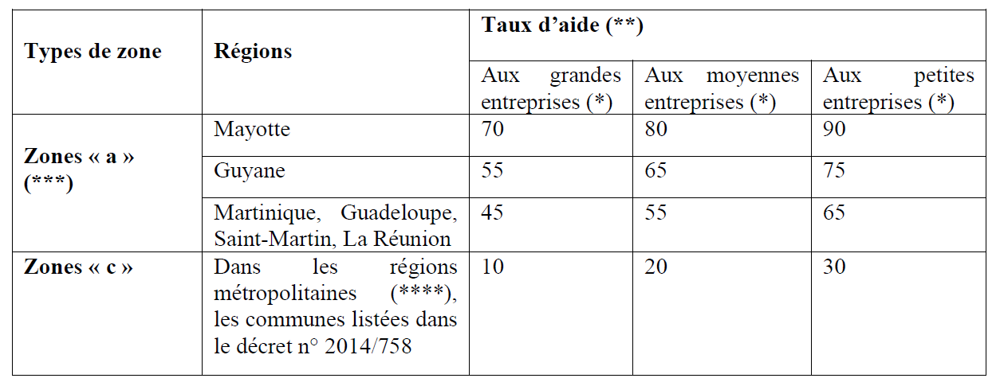 Types de zone
Régions
Taux d’aide (**)
Aux grandes
entreprises (*)
Aux moyennes
entreprises (*)
Aux petites
entreprises (*)
Zones « a »
(***)
Mayotte
70
80
90
Guyane
55
65
75
Martinique, Guadeloupe,
Saint-Martin, La Réunion
45
55
65
Zones « c »
Dans les régions
métropolitaines (****),
les communes listées dans
le décret n° 2014/758
10
20
30